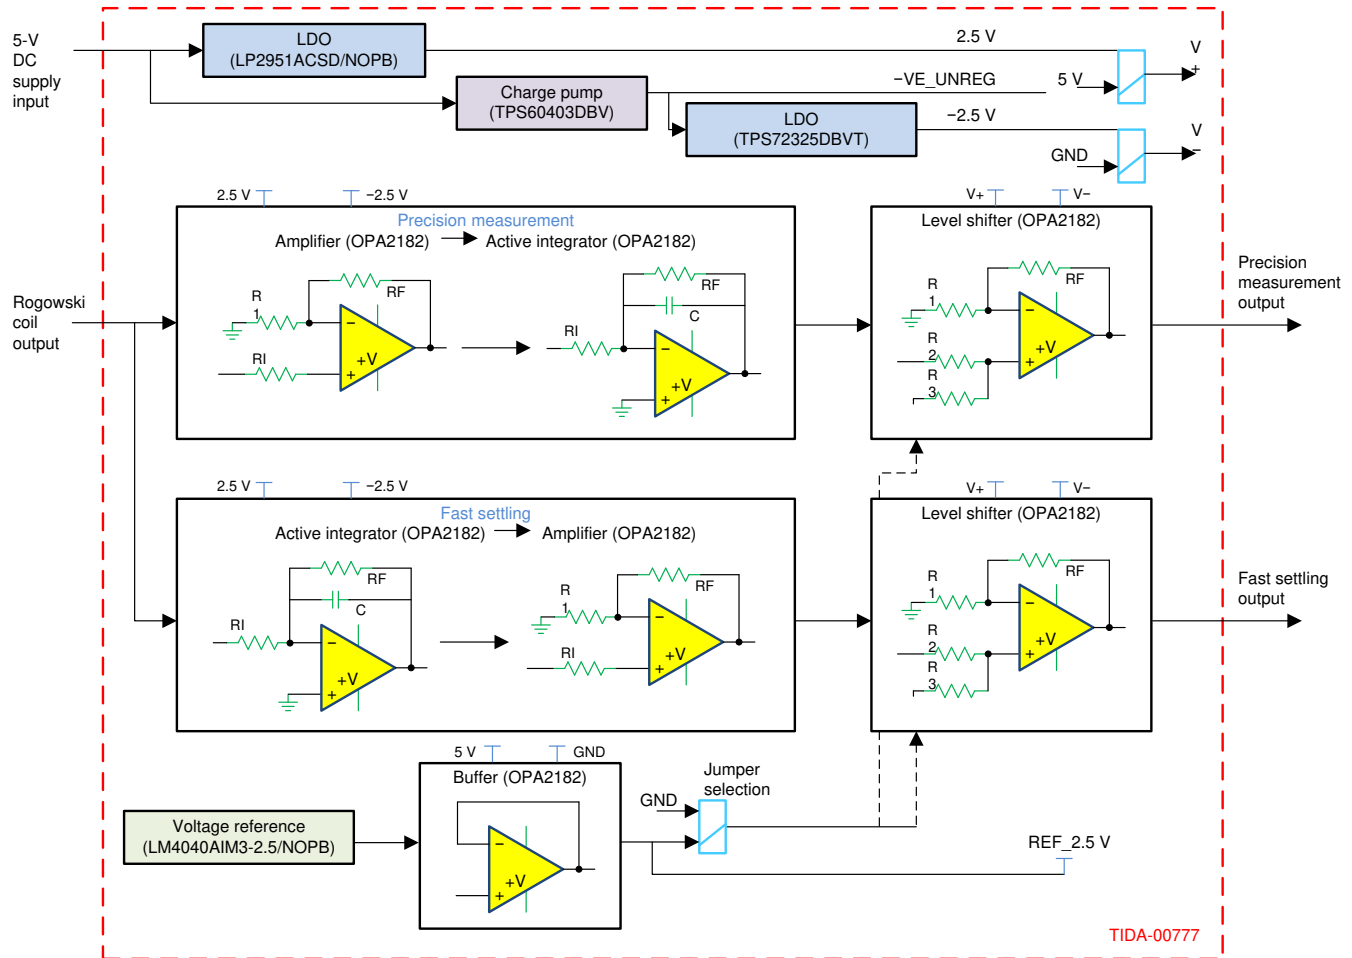 5-V
DC
supply
input
LDO
(LP2951ACSD/NOPB)
2.5 V
V
+
−VE_UNREG
5 V
Charge pump
(TPS60403DBV)
LDO
(TPS72325DBVT)
−2.5 V
V
−
GND
2.5 V
−2.5 V
Precision measurement
Amplifier (OPA2182)
Active integrator (OPA2182)
RF
R
1
−
+V
+
RI
RF
C
RI
−
+V
+
V+
V−
Level shifter (OPA2182)
RF
R
1
−
+V
+
R
2
R
3
Precision
measurement
output
Rogowski
coil
output
2.5 V
−2.5 V
Fast settling
Active integrator (OPA2182)
Amplifier (OPA2182)
RF
C
RI
−
+V
+
RF
R
1
−
+V
+
RI
V+
V−
Level shifter (OPA2182)
RF
R
1
−
+V
+
R
2
R
3
Fast settling
output
5 V
GND
Buffer (OPA2182)
−
+V
+
Jumper
selection
GND
Voltage reference
(LM4040AIM3-2.5/NOPB)
REF_2.5 V
TIDA-00777